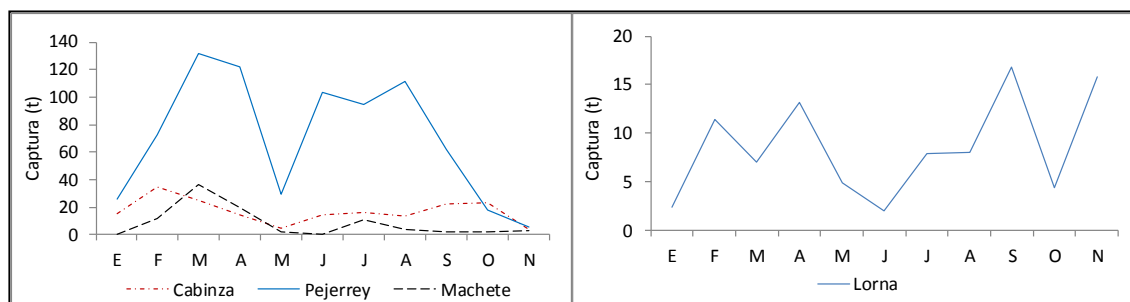 Captura (t)
140
120
100
80
60
40
20
0
E F M A M J J A S O N
Cabinza Pejerrey Machete
Captura (t)
20
15
10
5
0
E F M A M J J A S O N
Lorna